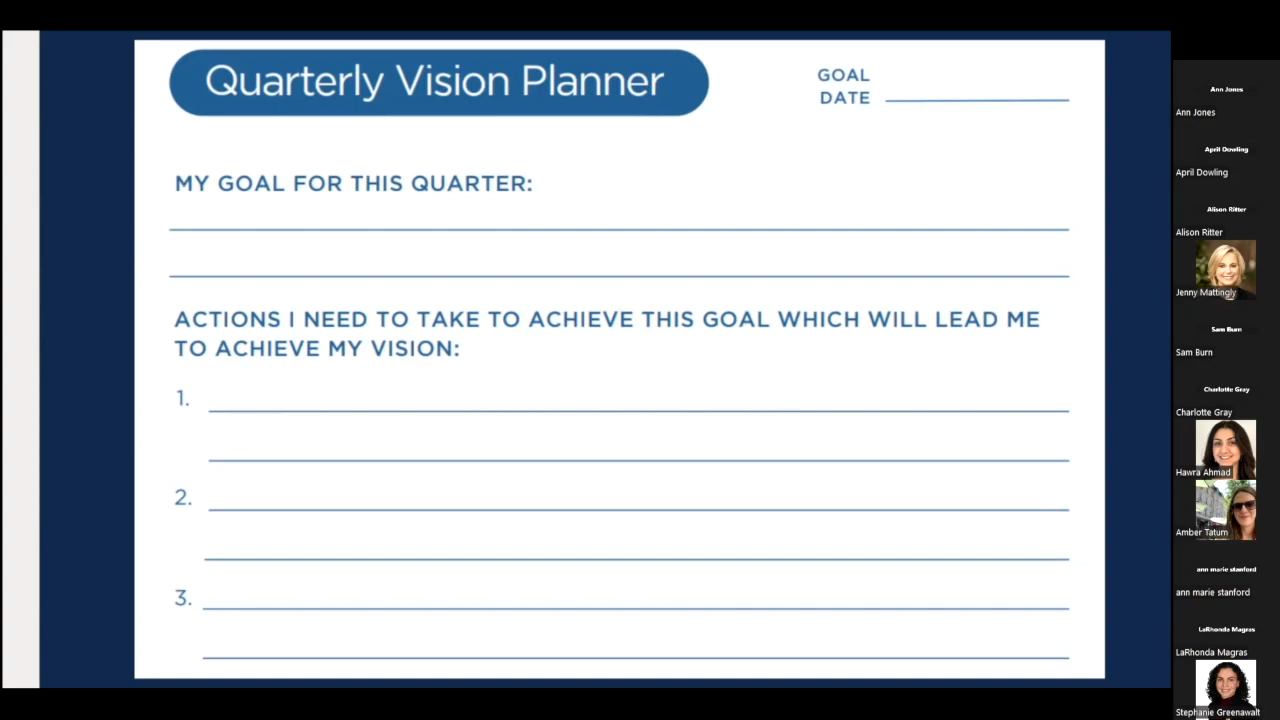 Quarterly Vision Planner
GOAL
DATE
MY GOAL FOR THIS QUARTER:
ACTIONS I NEED TO TAKE TO ACHIEVE THIS GOAL WHICH WILL LEAD ME
TO ACHIEVE MY VISION:
1.
2.
3.
Ann Jones
Ann Jones
April Dowling
April Dowling
Alison Ritter
Alison Ritter
Jenny Mattingly
Sam Burn
Sam Burn
Charlotte Gray
Charlotte Gray
Hawra Ahmad
Amber Tatum
ann marie stanford
ann marie stanford
LaRhonda Magras
LaRhonda Magras
Stephanie Greenawalt